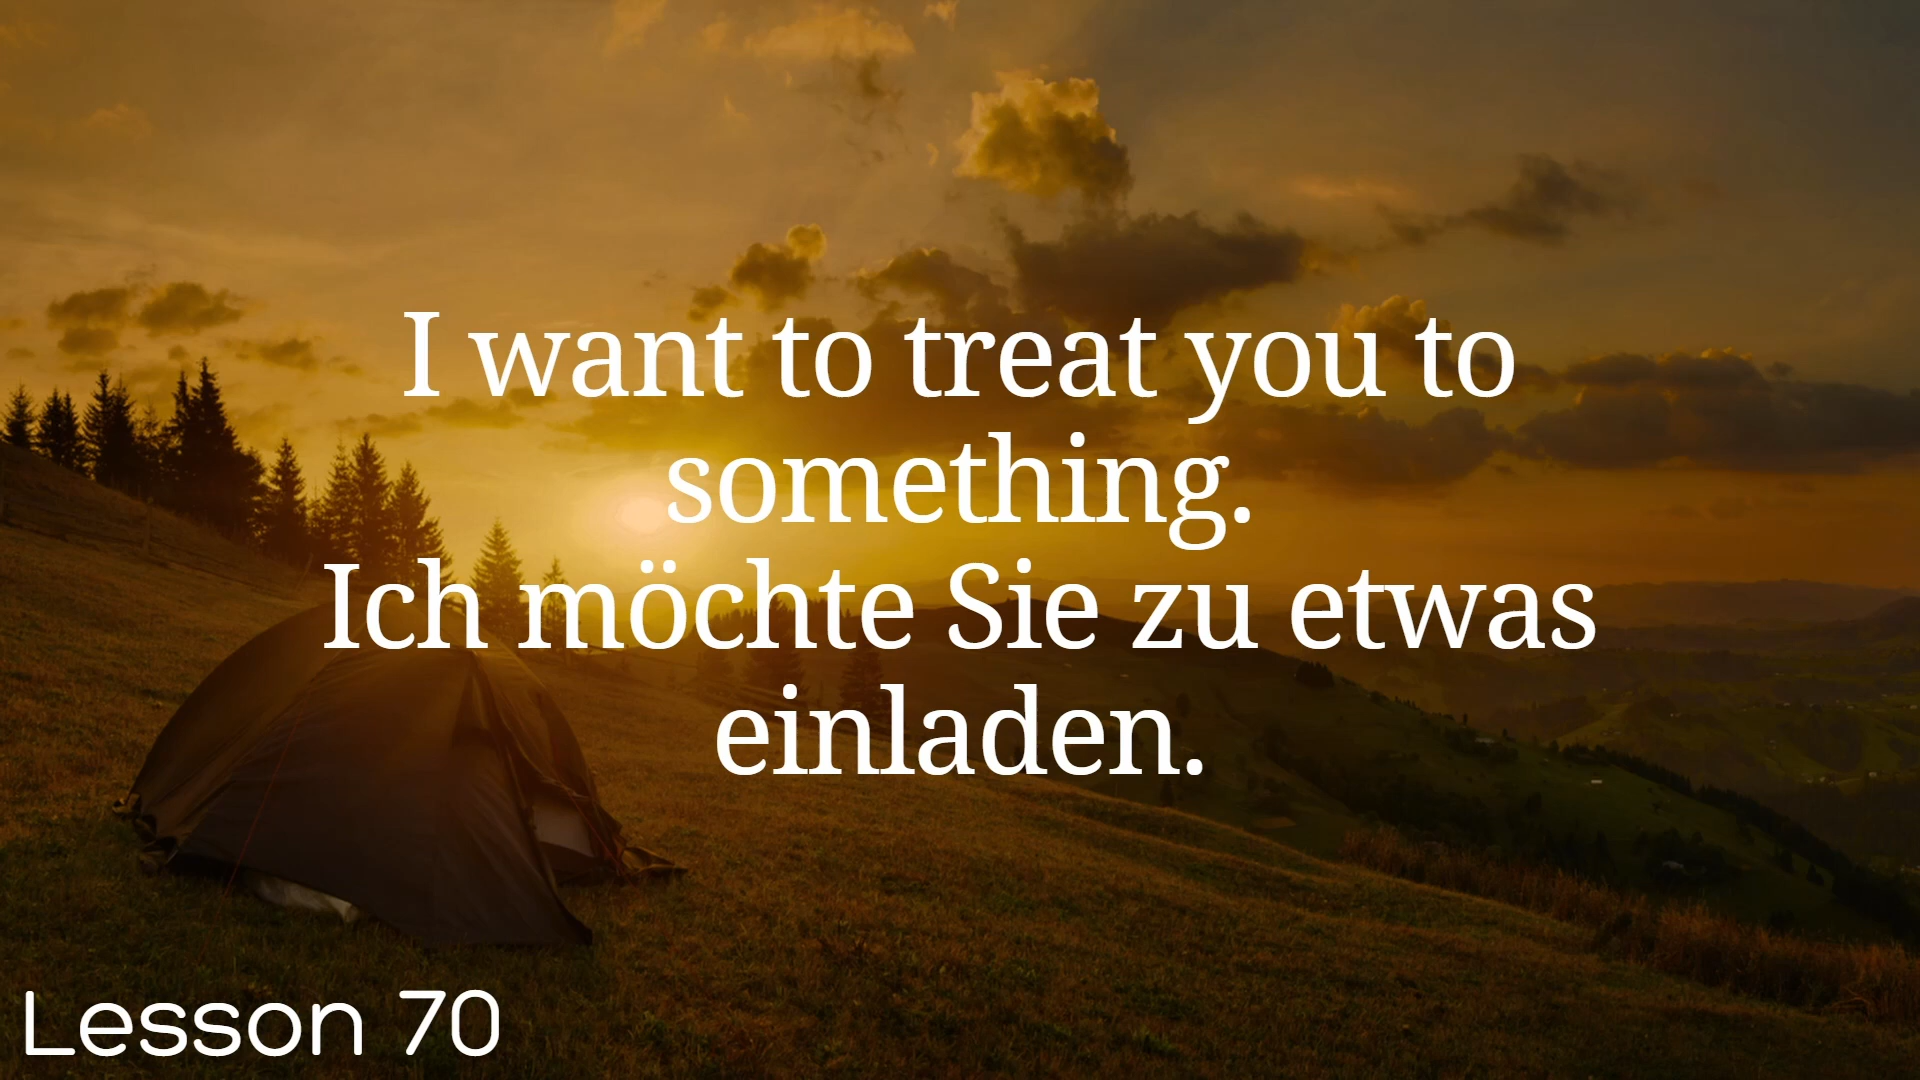 I want to treat you to
something.
Ich möchte Sie zu etwas
einladen.
Lesson 70